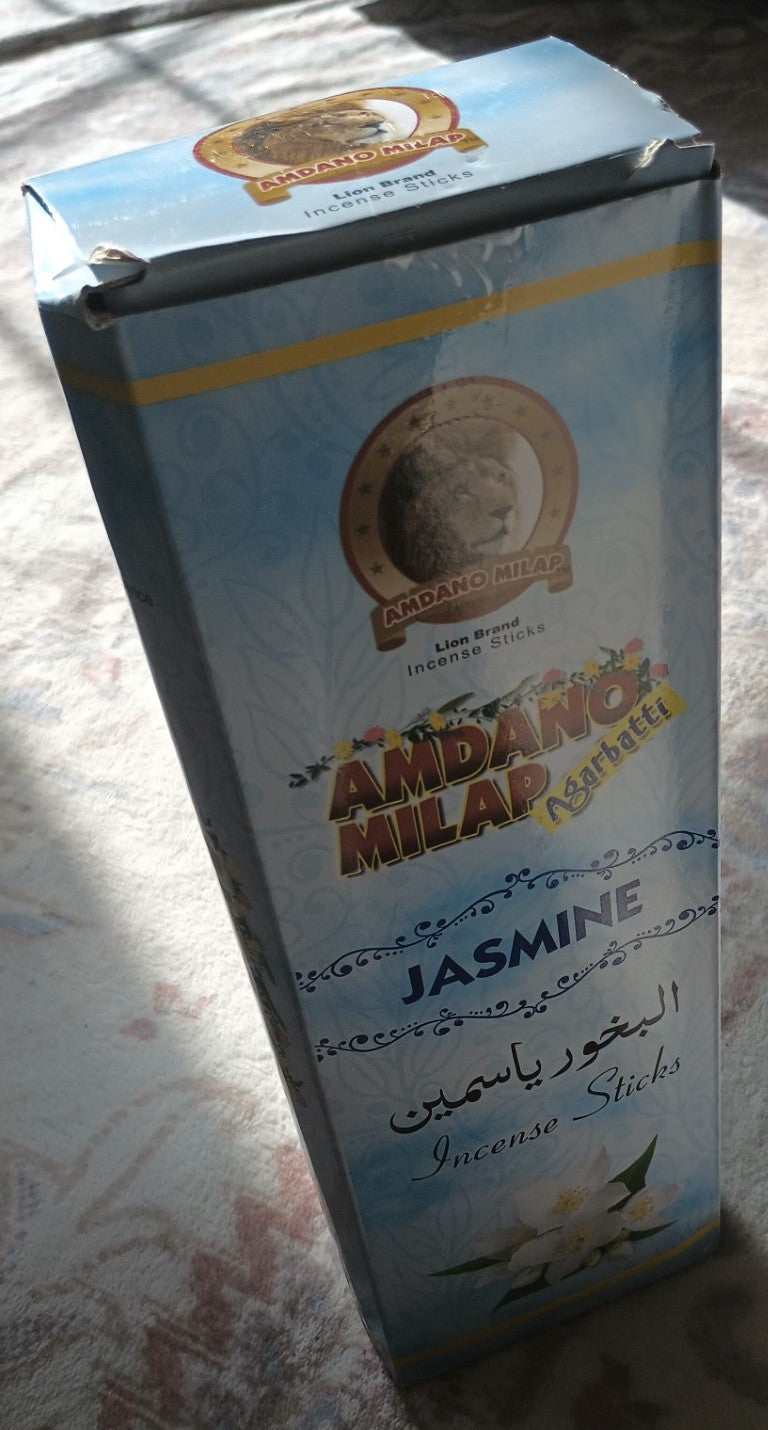 AMDANO MILAP
Lion Brand
Incense Sticks
AMDANO MILAP
Lion Brand
Incense Sticks
AMDANO
MILAP
Agarbatti
JASMINE
البخور ياسمين
Incense Sticks